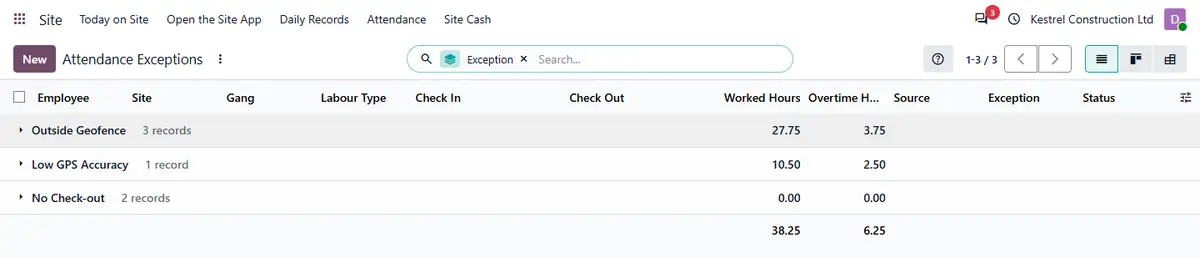 Site Today on Site Open the Site App Daily Records Attendance Site Cash 3 Kestrel Construction Ltd D
New Attendance Exceptions Exception × Search... 1-3 / 3
Employee Site Gang Labour Type Check In Check Out Worked Hours Overtime H... Source Exception Status
Outside Geofence 3 records 27.75 3.75
Low GPS Accuracy 1 record 10.50 2.50
No Check-out 2 records 0.00 0.00
38.25 6.25